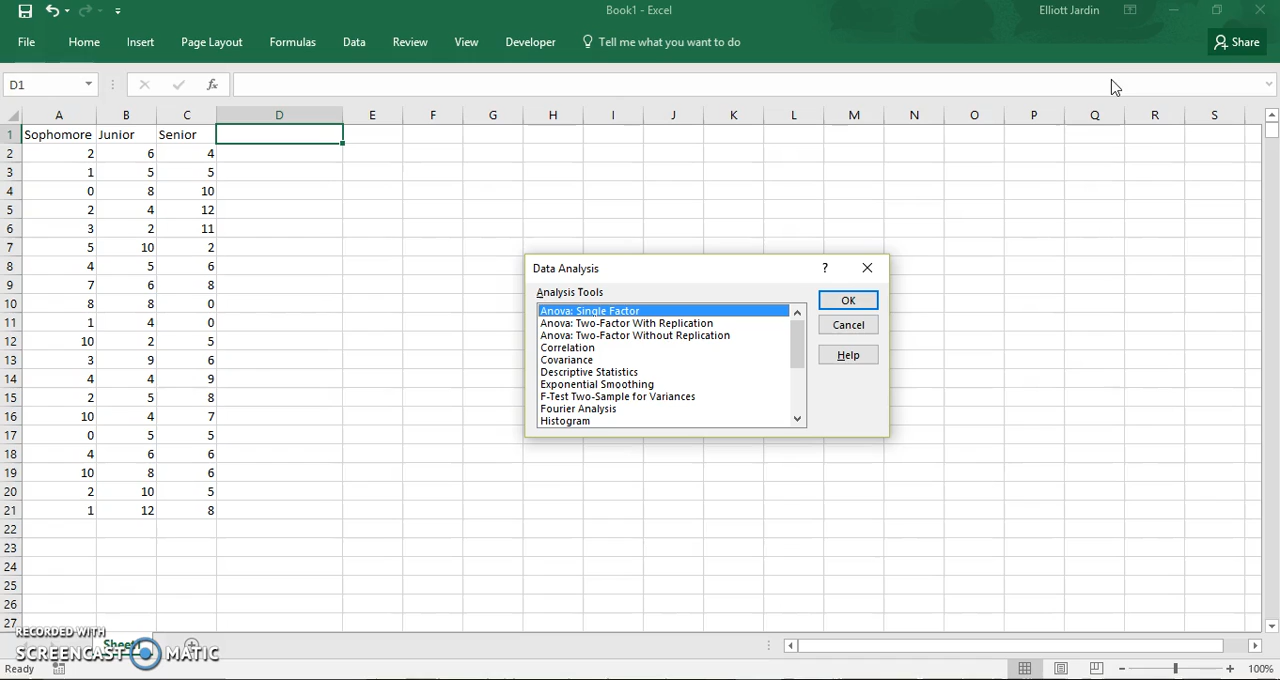 Book1 - Excel
Elliott Jardin
File Home Insert Page Layout Formulas Data Review View Developer Tell me what you want to do Share
D1 fx
A B C D E F G H I J K L M N O P Q R S
1 Sophomore Junior Senior
2 2 6 4
3 1 5 5
4 0 8 10
5 2 4 12
6 3 2 11
7 5 10 2
8 4 5 6
9 7 6 8
10 8 8 0
11 1 4 0
12 10 2 5
13 3 9 6
14 4 4 9
15 2 5 8
16 10 4 7
17 0 5 5
18 4 6 6
19 10 8 6
20 2 10 5
21 1 12 8
22
23
24
25
26
27
Data Analysis ?
Analysis Tools
Anova: Single Factor
Anova: Two-Factor With Replication
Anova: Two-Factor Without Replication
Correlation
Covariance
Descriptive Statistics
Exponential Smoothing
F-Test Two-Sample for Variances
Fourier Analysis
Histogram
OK
Cancel
Help
Sheet1
RECORDED WITH
SCREENCAST MATIC
Ready
100%